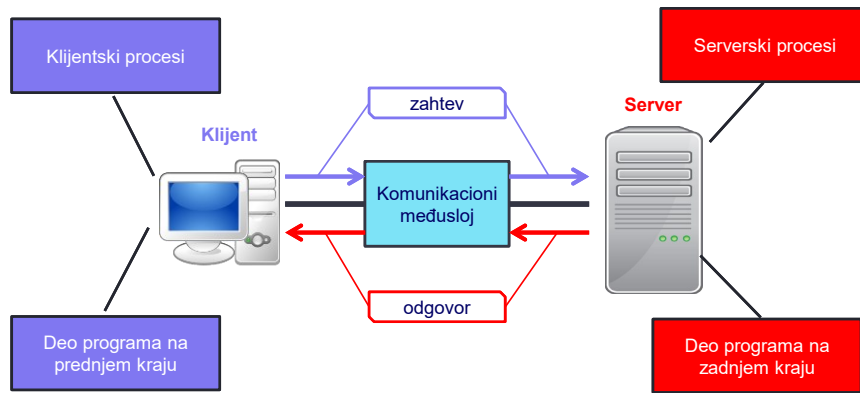 Klijentski procesi
Serverski procesi
zahtev
Klijent
Server
Komunikacioni
međusloj
odgovor
Deo programa na
prednjem kraju
Deo programa na
zadnjem kraju